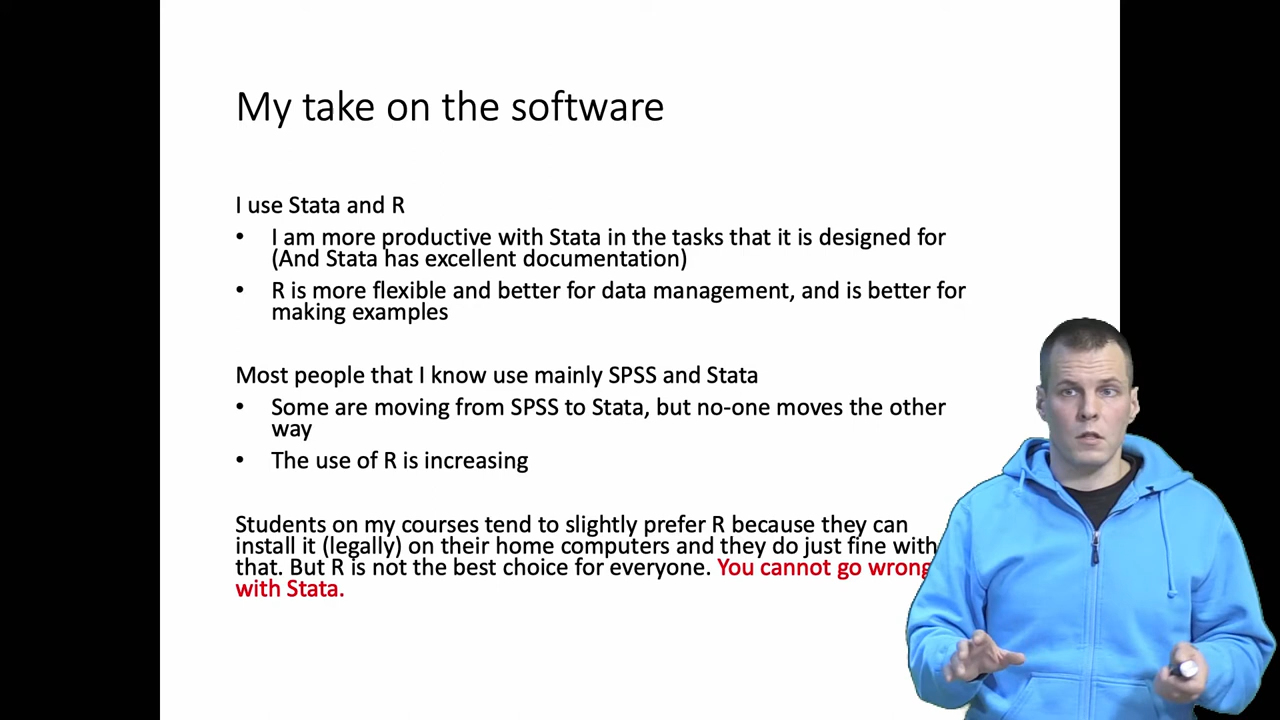 My take on the software
I use Stata and R
• I am more productive with Stata in the tasks that it is designed for
(And Stata has excellent documentation)
• R is more flexible and better for data management, and is better for
making examples
Most people that I know use mainly SPSS and Stata
• Some are moving from SPSS to Stata, but no-one moves the other
way
• The use of R is increasing
Students on my courses tend to slightly prefer R because they can
install it (legally) on their home computers and they do just fine with
that. But R is not the best choice for everyone. You cannot go wrong
with Stata.